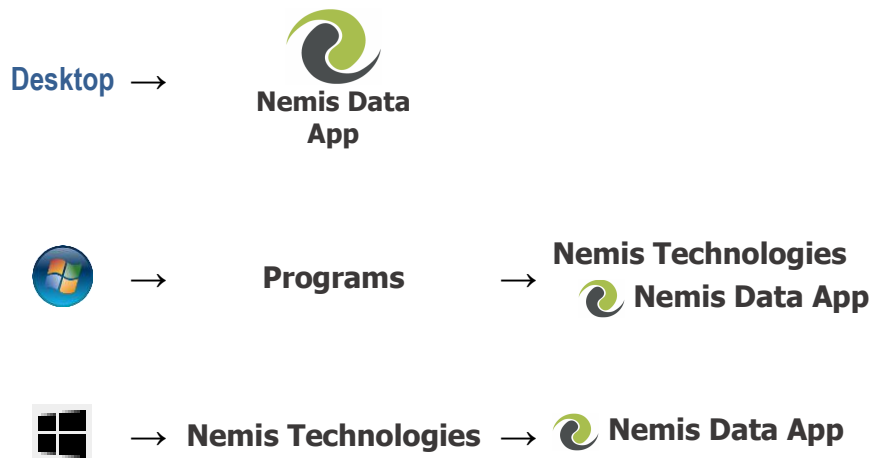 Desktop →
Nemis Data
App
→ Programs → Nemis Technologies
Nemis Data App
→ Nemis Technologies → Nemis Data App